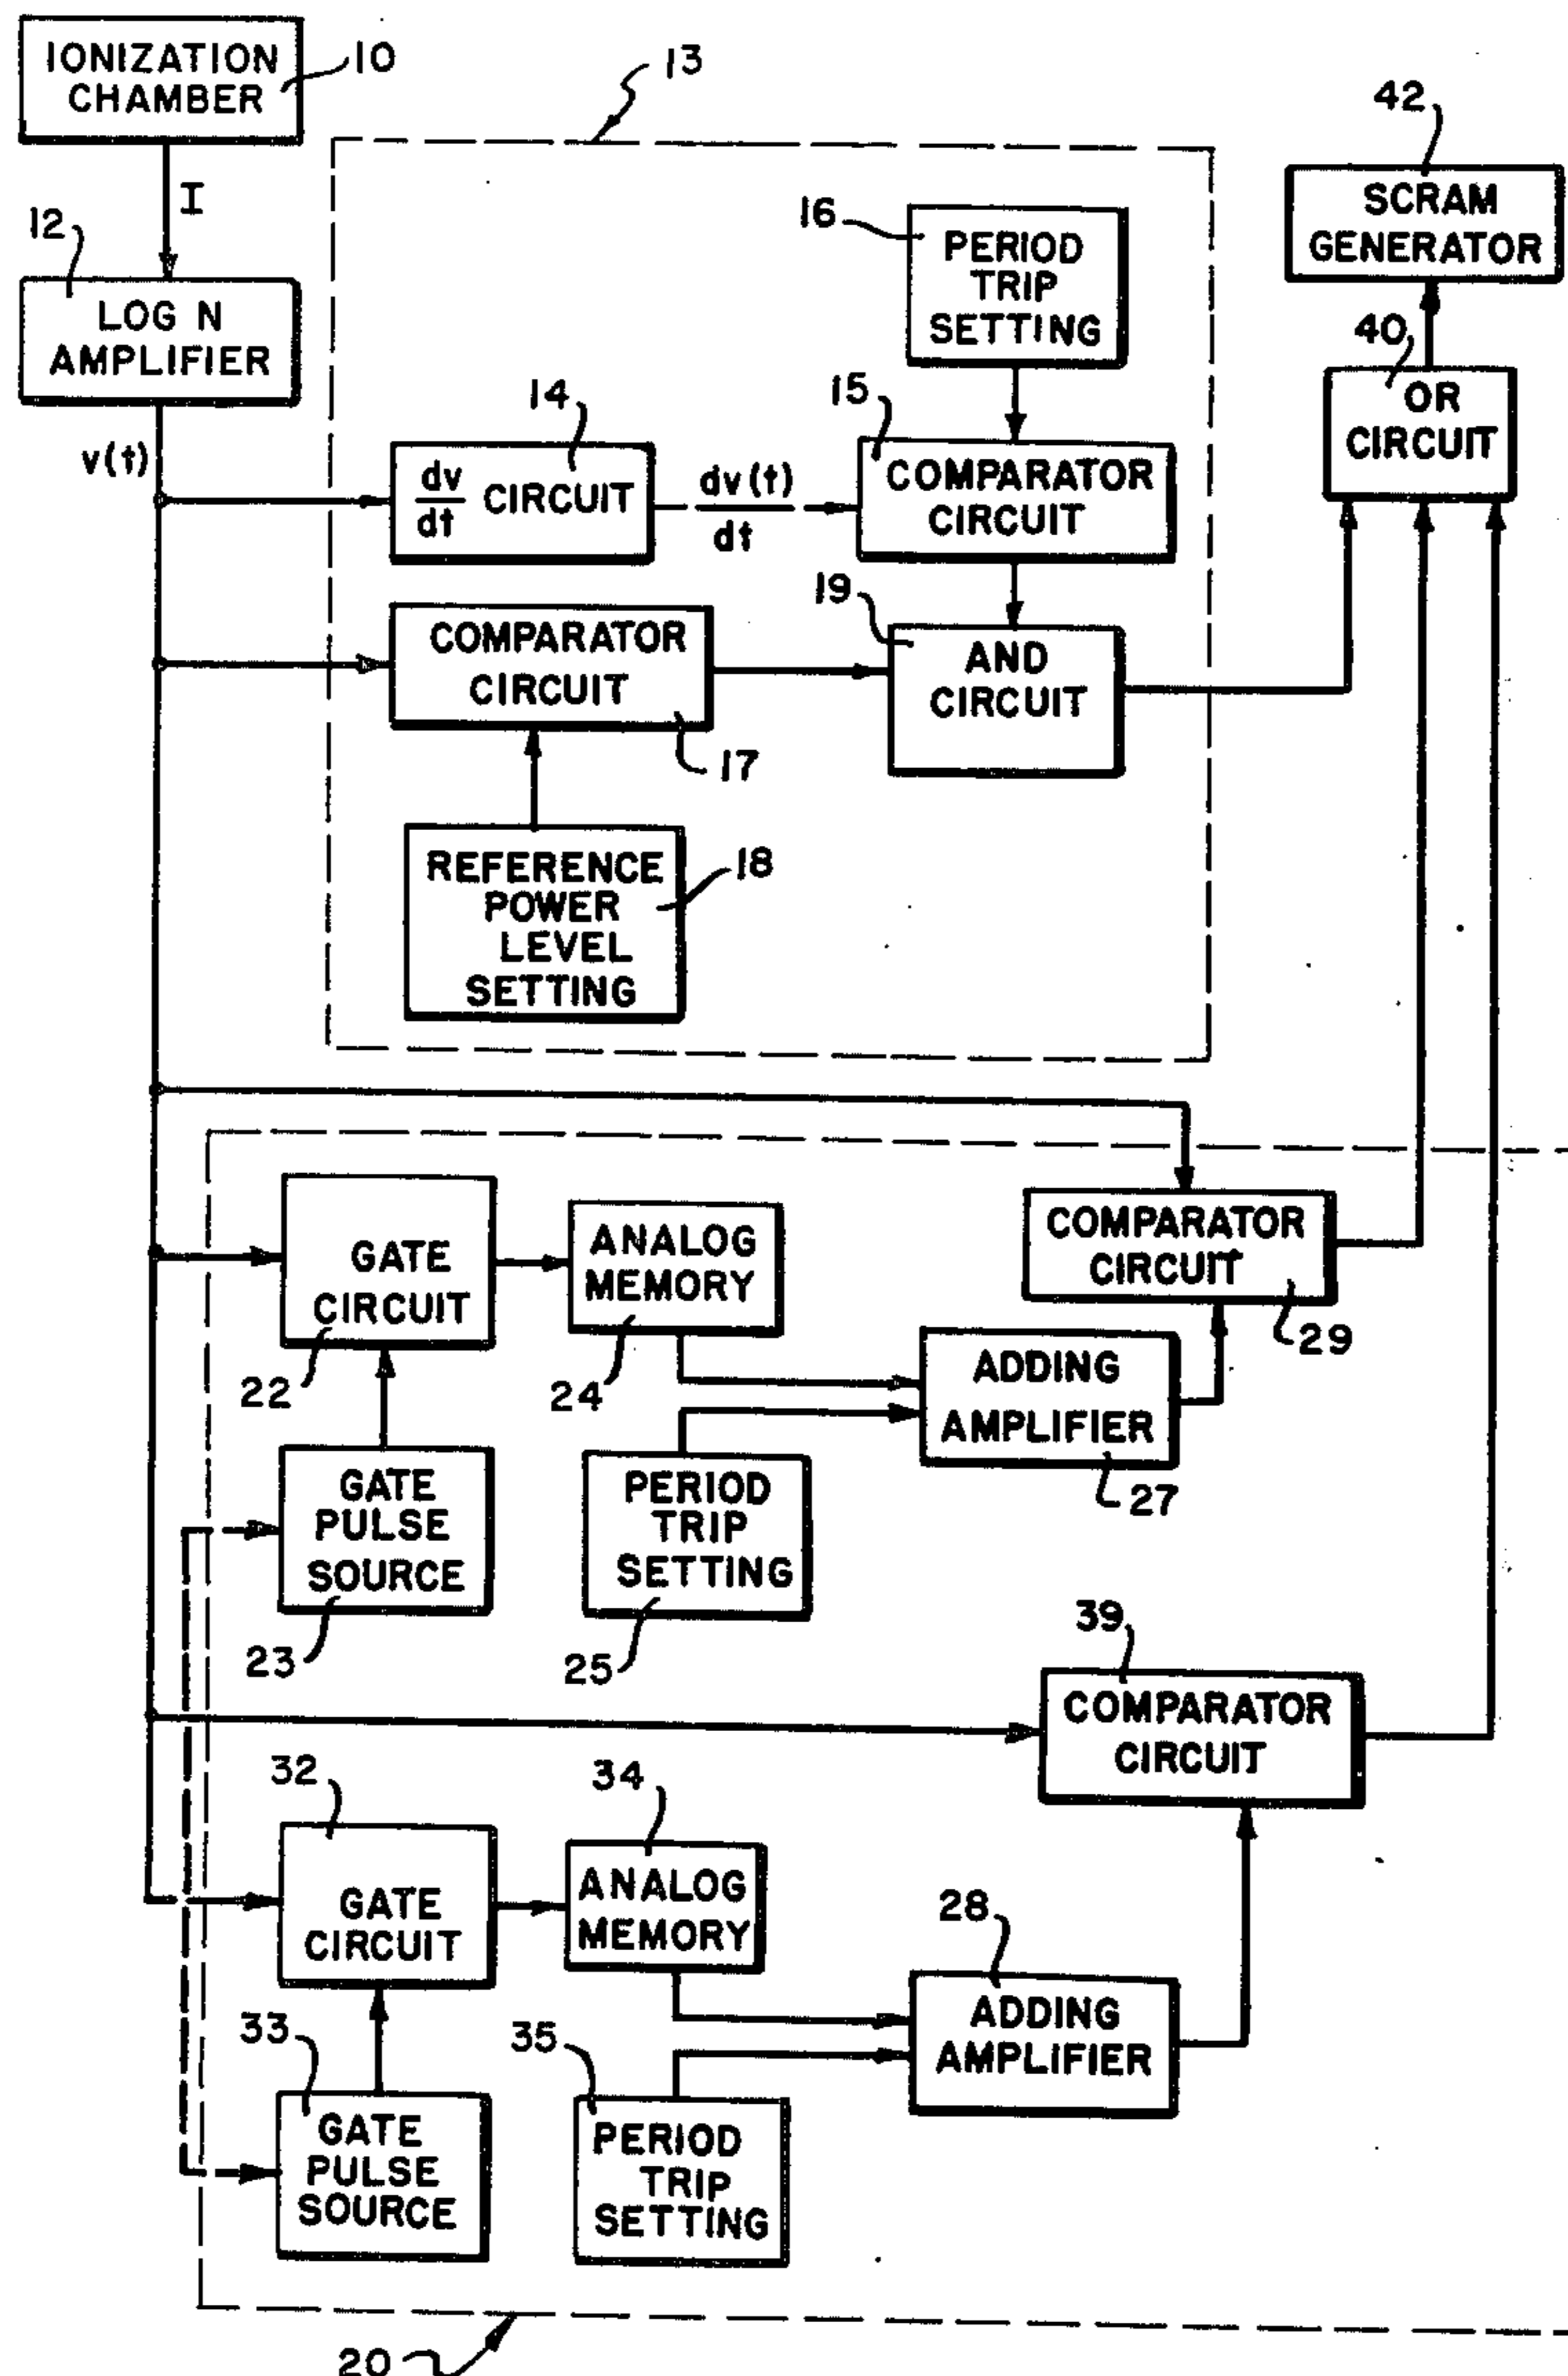 IONIZATION
CHAMBER
10
I
12
LOG N
AMPLIFIER
v(t)
13
16
PERIOD
TRIP
SETTING
42
SCRAM
GENERATOR
40
OR
CIRCUIT
14
dv
dt
CIRCUIT
dv(t)
dt
15
COMPARATOR
CIRCUIT
COMPARATOR
CIRCUIT
17
19
AND
CIRCUIT
REFERENCE
POWER
LEVEL
SETTING
18
GATE
CIRCUIT
22
ANALOG
MEMORY
24
COMPARATOR
CIRCUIT
29
ADDING
AMPLIFIER
27
GATE
PULSE
SOURCE
23
PERIOD
TRIP
SETTING
25
39
COMPARATOR
CIRCUIT
32
GATE
CIRCUIT
34
ANALOG
MEMORY
28
ADDING
AMPLIFIER
33
GATE
PULSE
SOURCE
35
PERIOD
TRIP
SETTING
20